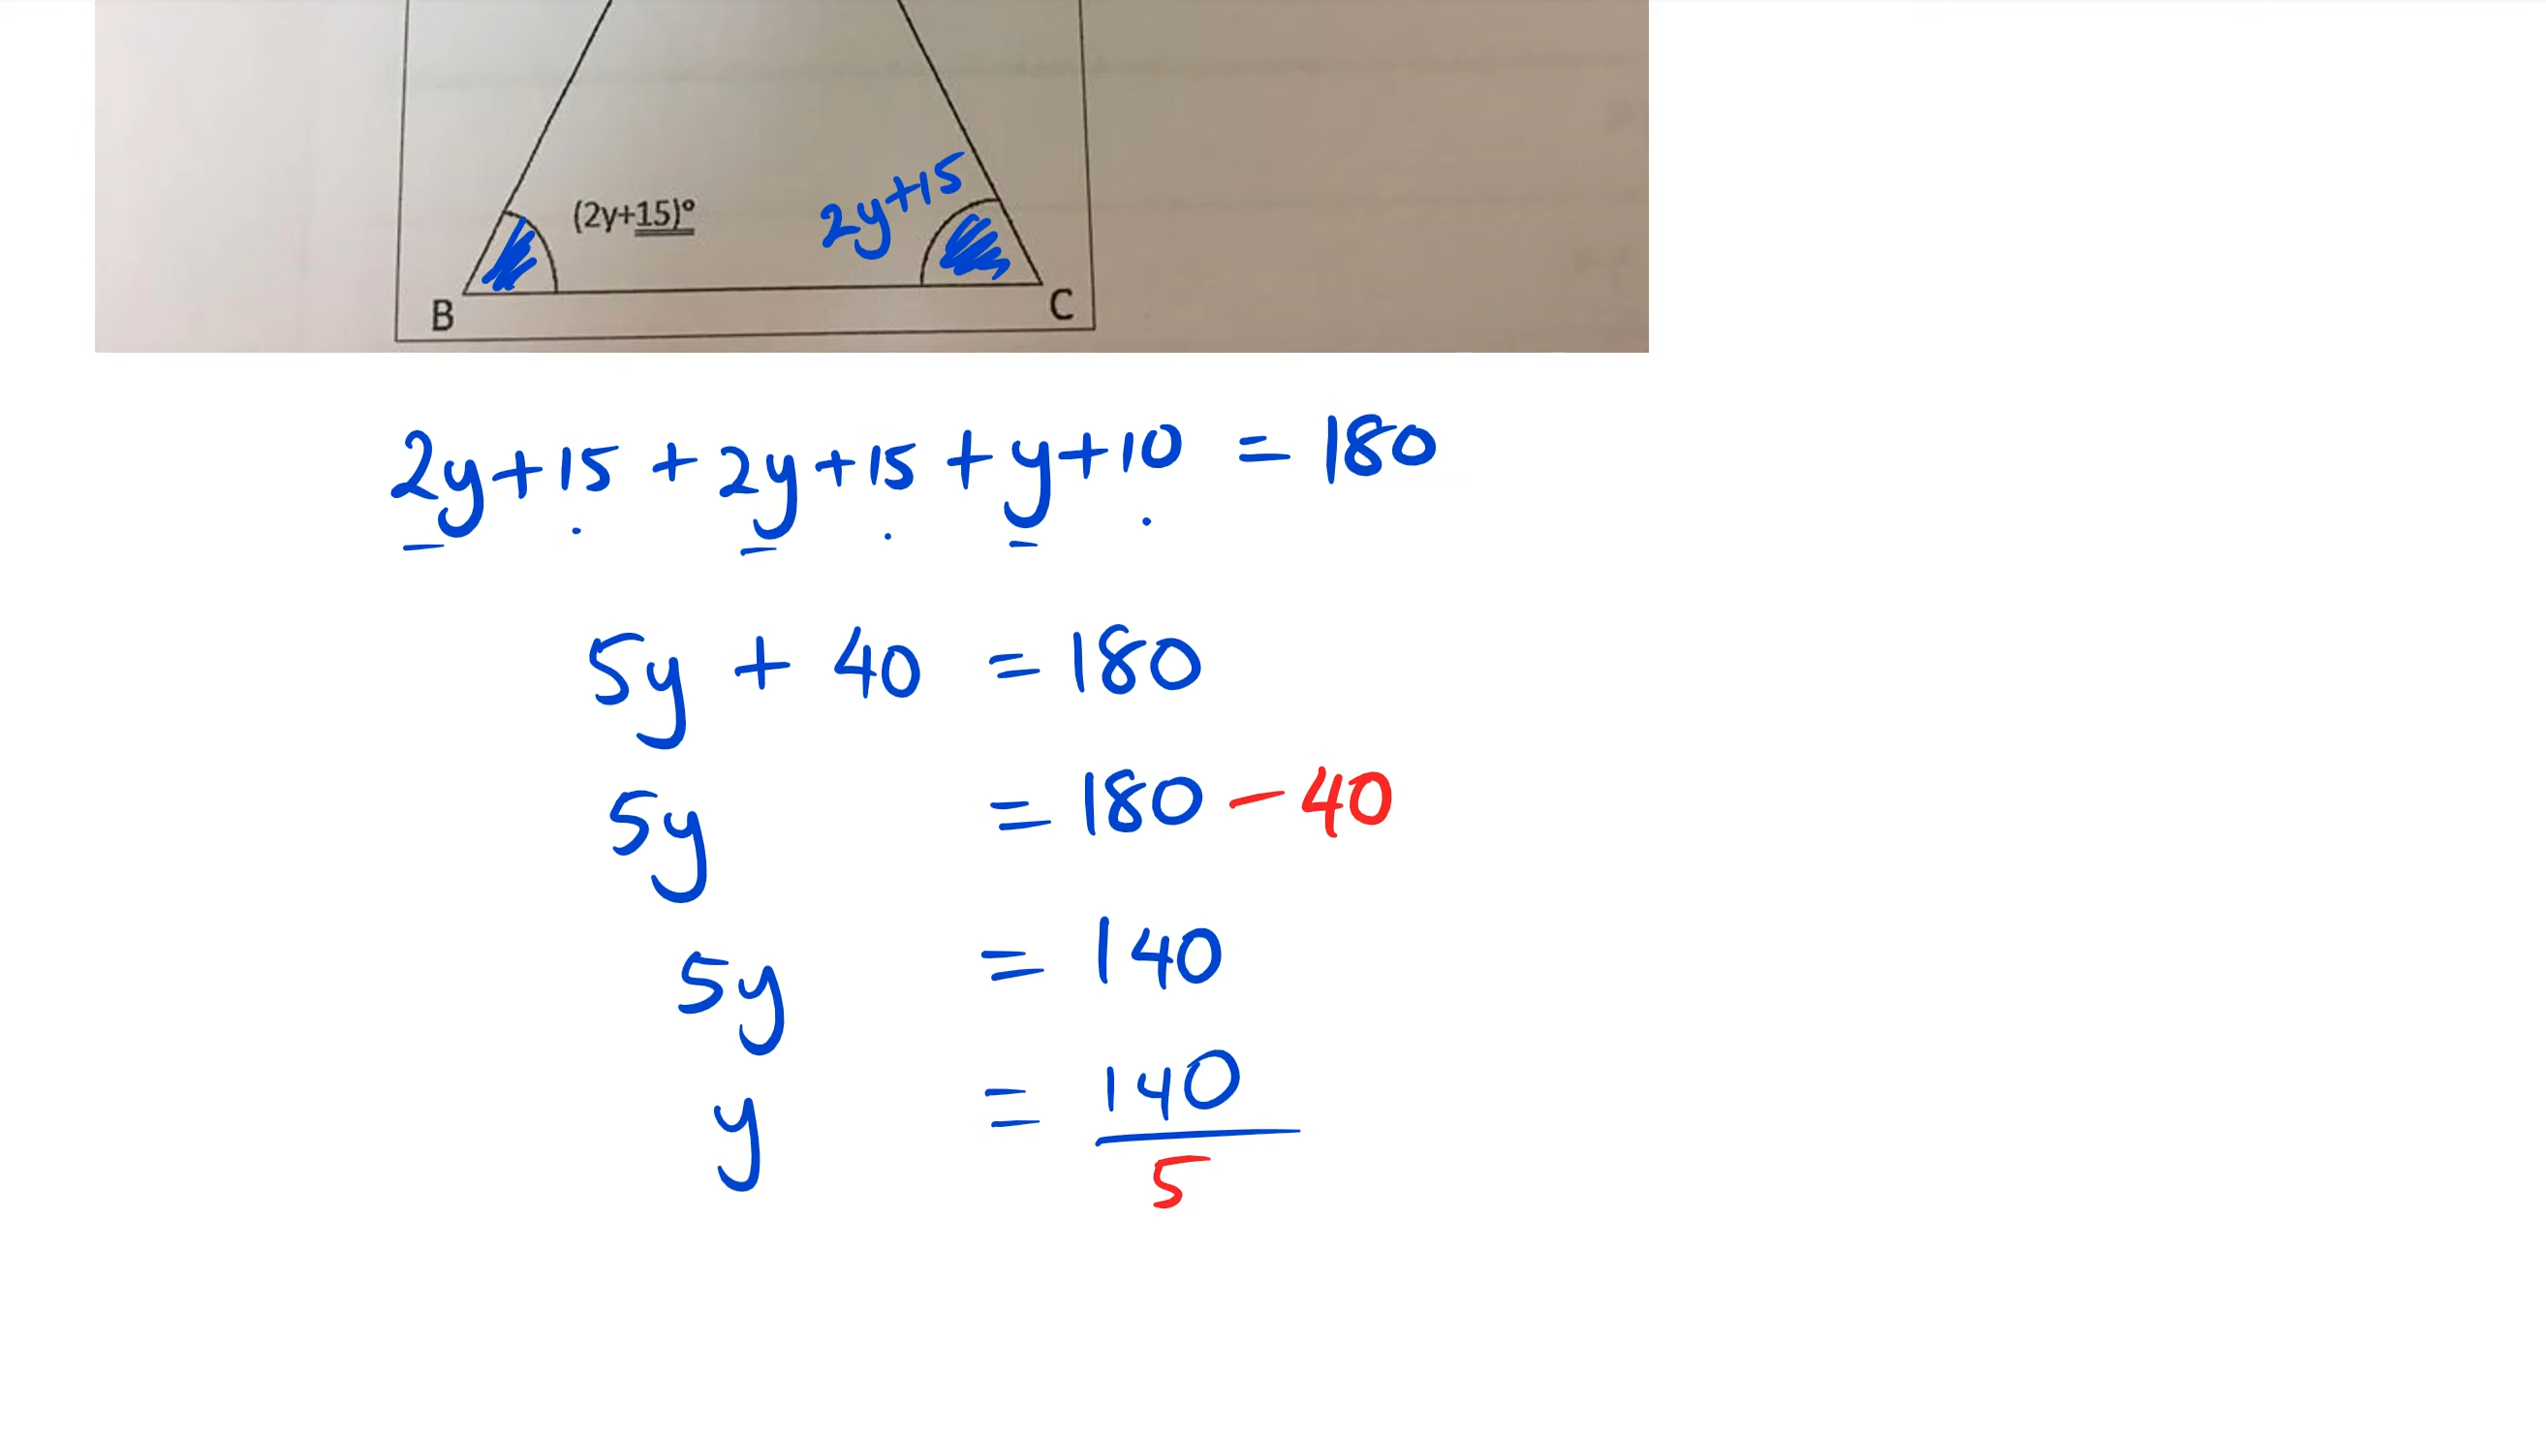 (2y+15)° 2y+15
B C
2y+15 + 2y+15 + y+10 = 180
5y + 40 = 180
5y = 180 - 40
5y = 140
y = 140/5